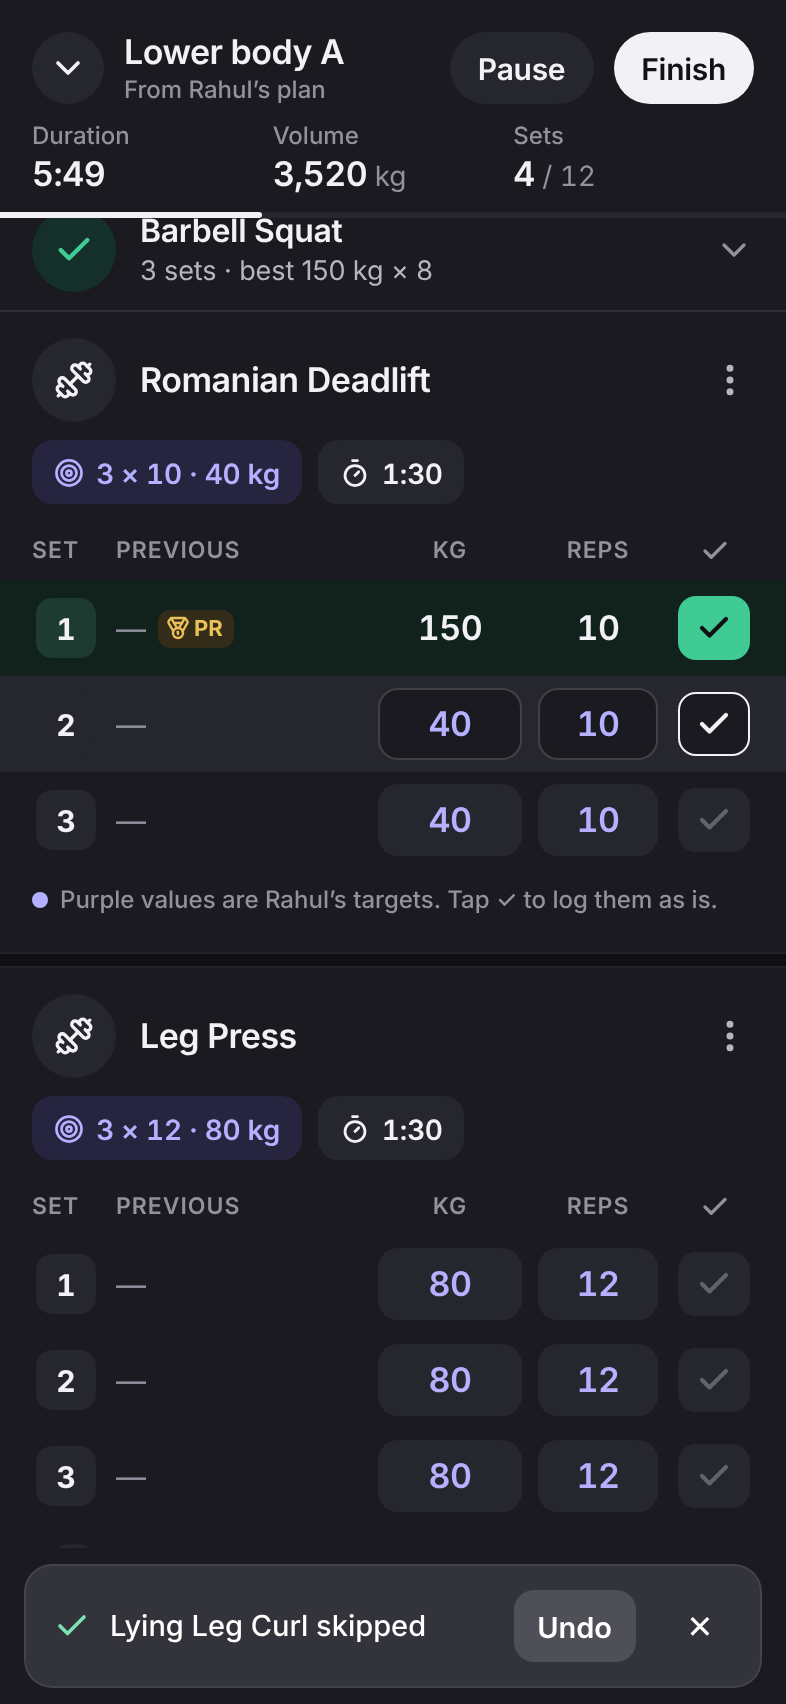 Lower body A
From Rahul’s plan
Pause
Finish
Duration Volume Sets
5:49 3,520 kg 4 / 12
Barbell Squat
3 sets · best 150 kg × 8
Romanian Deadlift
3 × 10 · 40 kg 1:30
SET PREVIOUS KG REPS ✓
1 — PR 150 10 ✓
2 — 40 10 ✓
3 — 40 10 ✓
Purple values are Rahul’s targets. Tap ✓ to log them as is.
Leg Press
3 × 12 · 80 kg 1:30
SET PREVIOUS KG REPS ✓
1 — 80 12 ✓
2 — 80 12 ✓
3 — 80 12 ✓
Lying Leg Curl skipped Undo